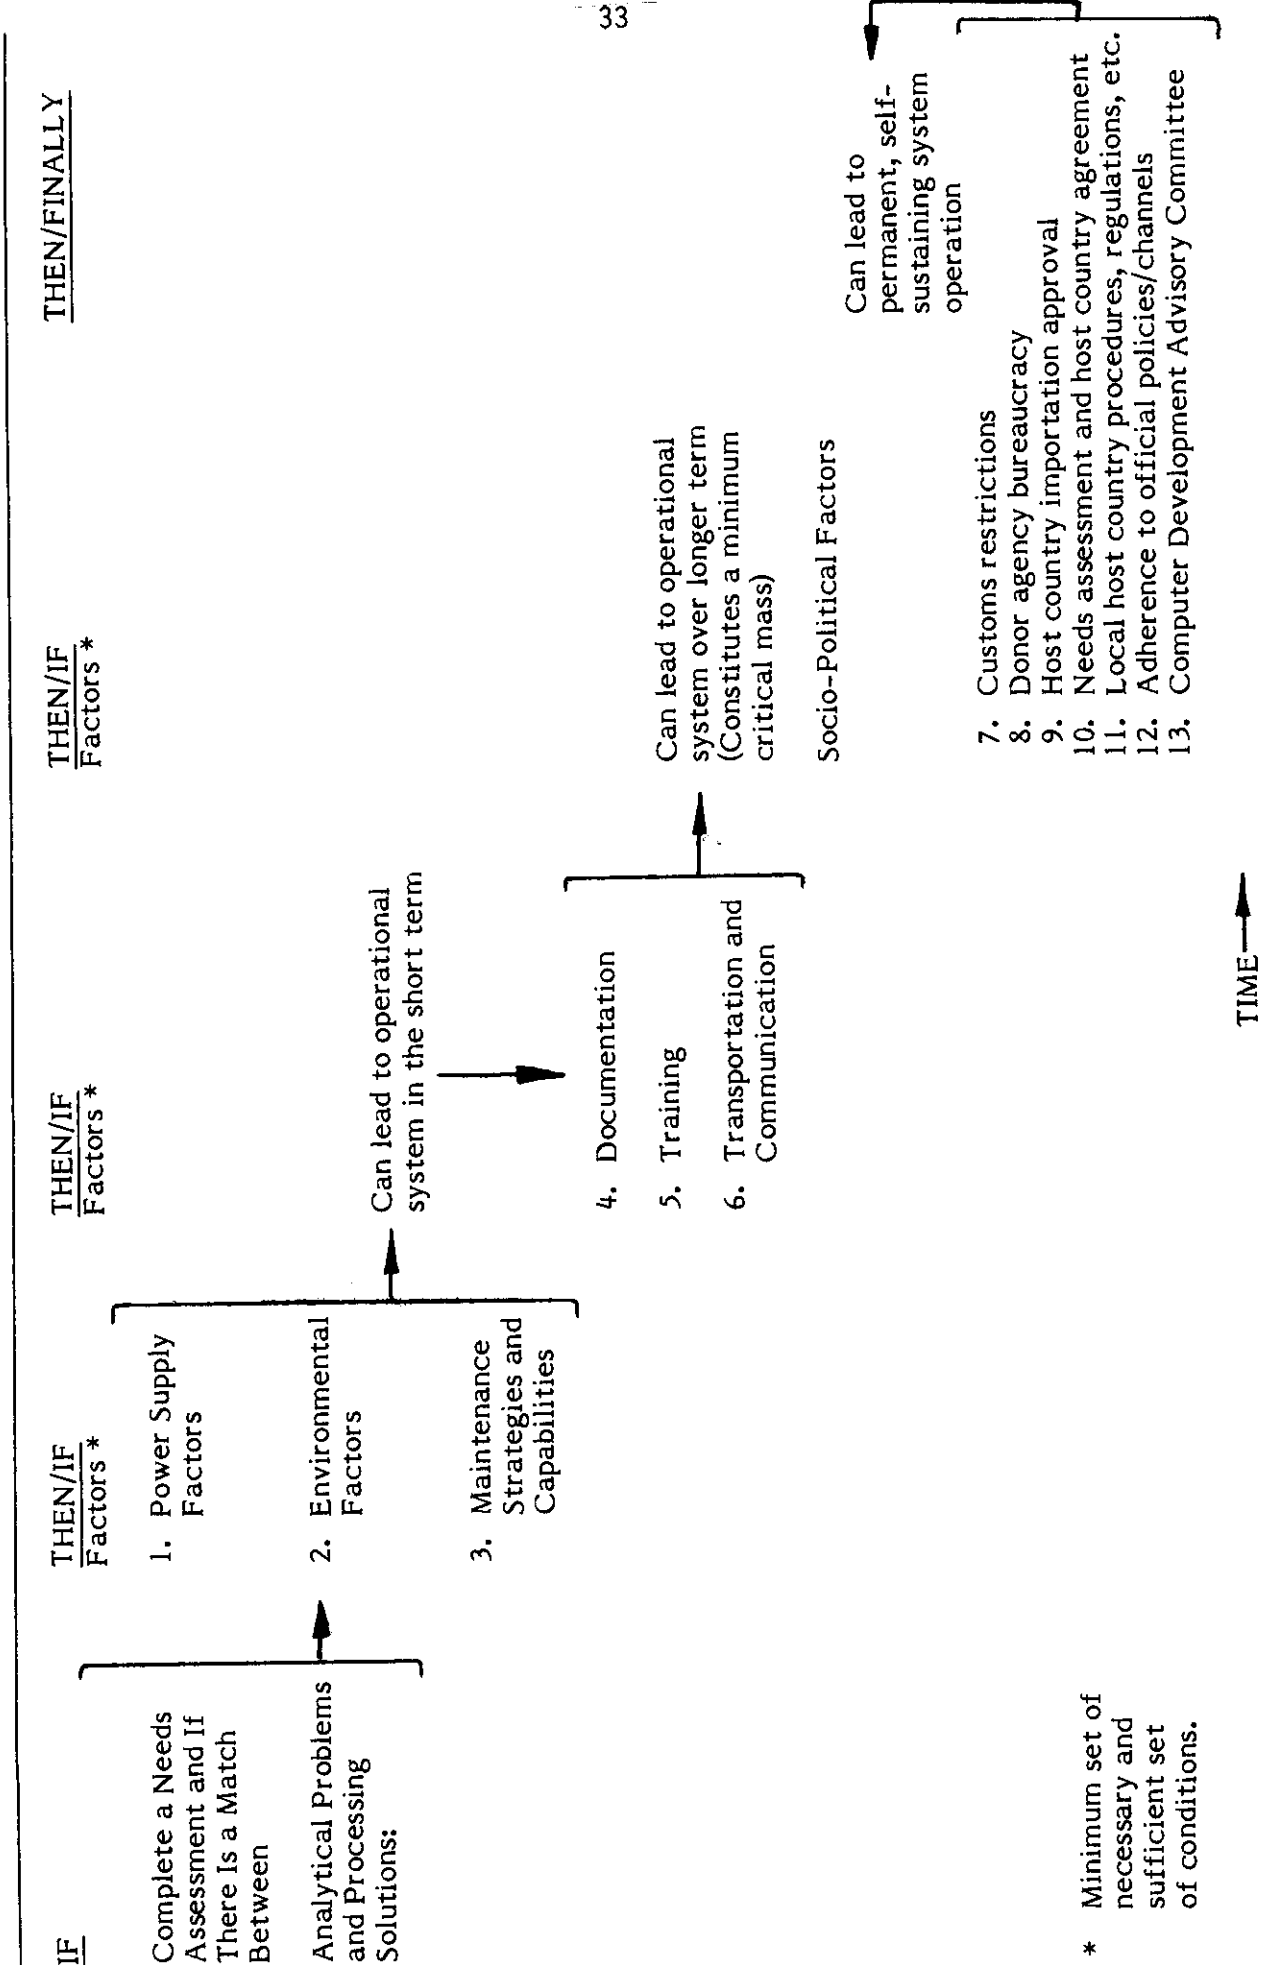 33
IF
THEN/IF
Factors *
THEN/IF
Factors *
THEN/IF
Factors *
THEN/FINALLY
Complete a Needs
Assessment and If
There Is a Match
Between
Analytical Problems
and Processing
Solutions:
1. Power Supply
Factors
2. Environmental
Factors
3. Maintenance
Strategies and
Capabilities
Can lead to operational
system in the short term
4. Documentation
5. Training
6. Transportation and
Communication
Can lead to operational
system over longer term
(Constitutes a minimum
critical mass)
Socio-Political Factors
7. Customs restrictions
8. Donor agency bureaucracy
9. Host country importation approval
10. Needs assessment and host country agreement
11. Local host country procedures, regulations, etc.
12. Adherence to official policies/channels
13. Computer Development Advisory Committee
Can lead to
permanent, self-
sustaining system
operation
* Minimum set of
necessary and
sufficient set
of conditions.
TIME